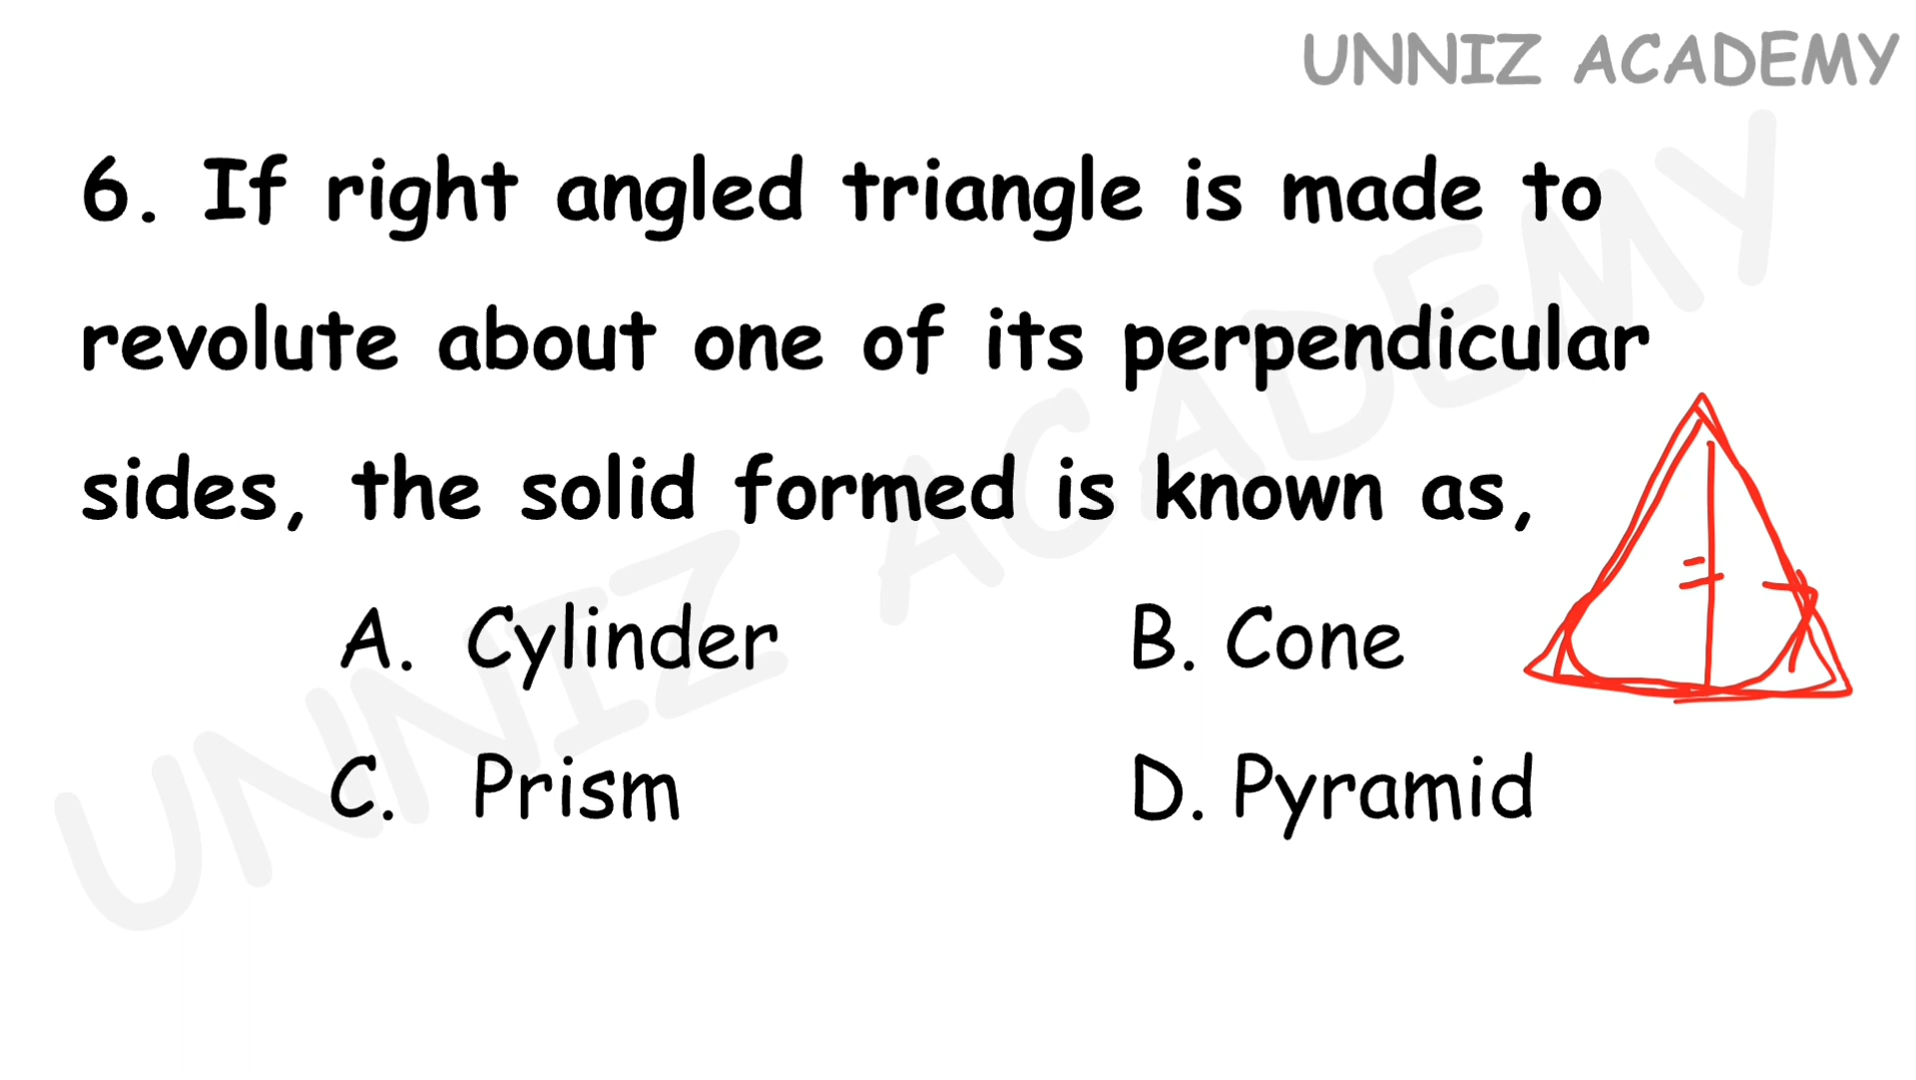 UNNIZ ACADEMY
6. If right angled triangle is made to
revolute about one of its perpendicular
sides, the solid formed is known as,
A. Cylinder B. Cone
C. Prism D. Pyramid
UNNIZ ACADEMY